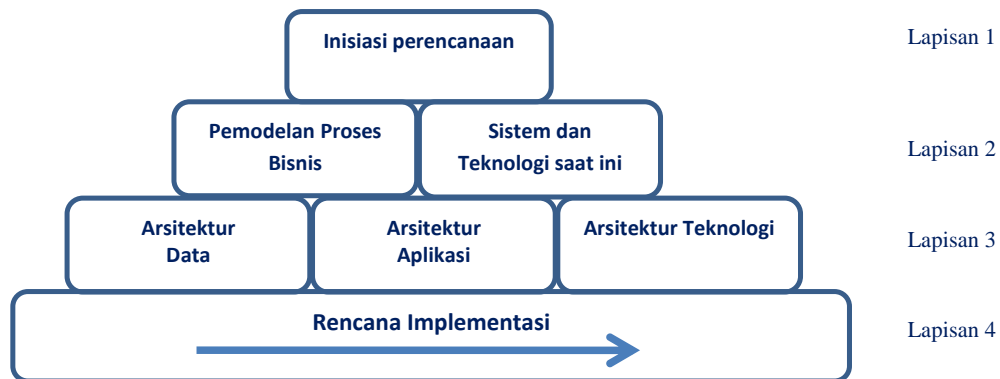 Inisiasi perencanaan
Lapisan 1
Pemodelan Proses
Bisnis
Sistem dan
Teknologi saat ini
Lapisan 2
Arsitektur
Data
Arsitektur
Aplikasi
Arsitektur Teknologi
Lapisan 3
Rencana Implementasi
Lapisan 4